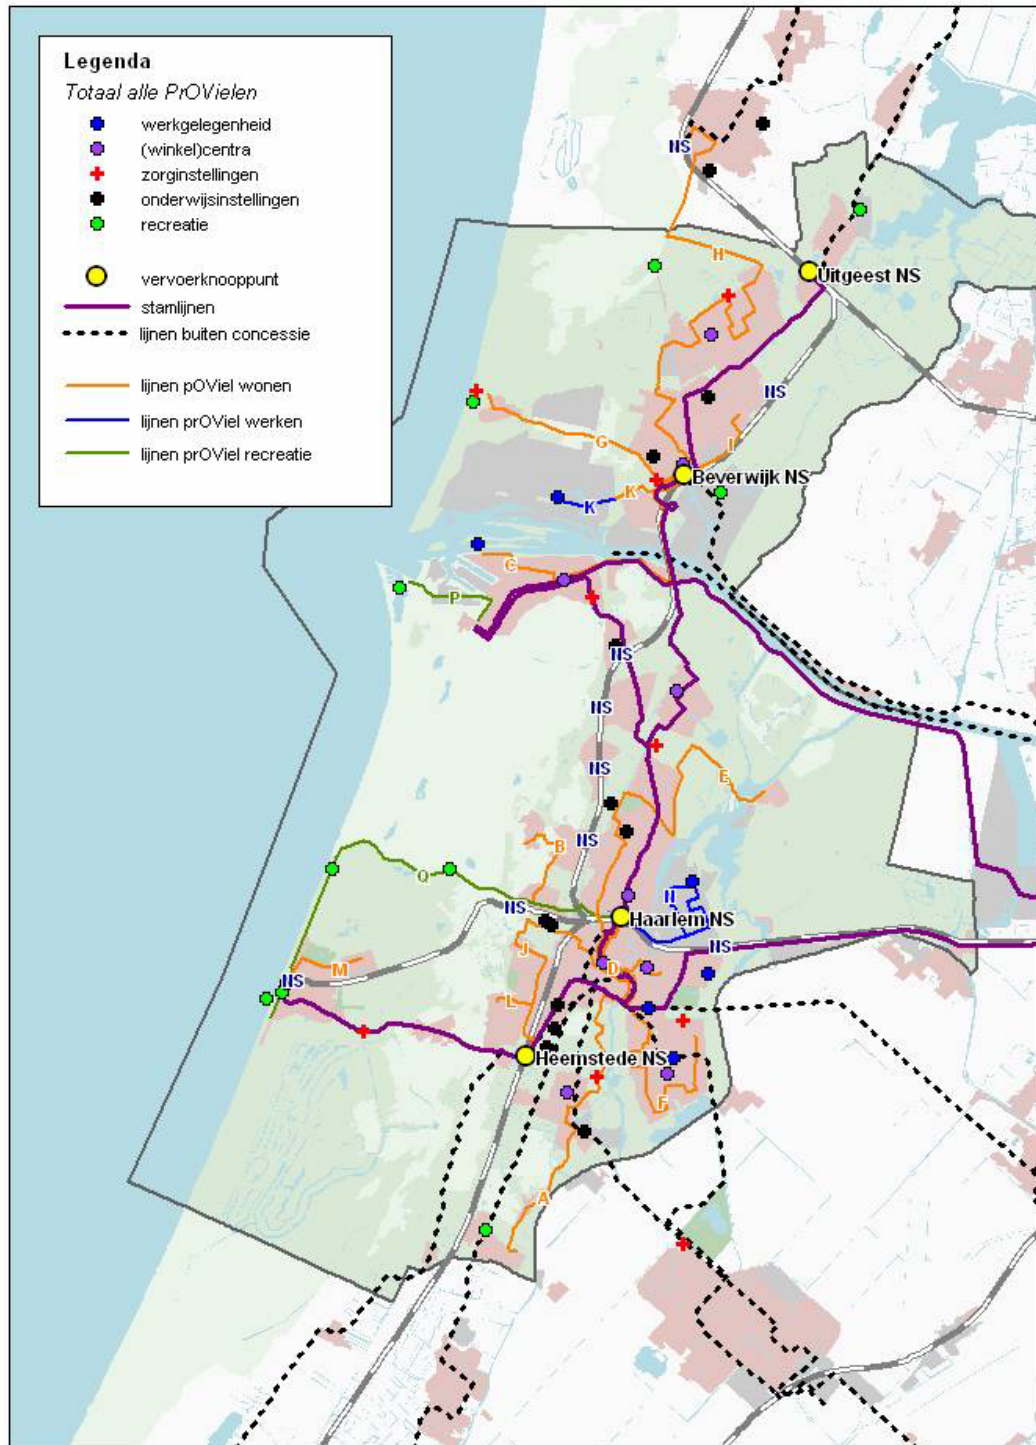 Legenda
Totaal alle PrOVielen
werkgelegenheid
(winkel)centra
zorginstellingen
onderwijsinstellingen
recreatie
vervoerknooppunt
stamlijnen
lijnen buiten concessie
lijnen pOViel wonen
lijnen prOViel werken
lijnen prOViel recreatie
NS
H
Uitgeest NS
NS
G
I
Beverwijk NS
K
K
C
P
NS
NS
E
NS
B
Q
N
NS
Haarlem NS
NS
J
D
M
NS
L
Heemstede NS
F
A